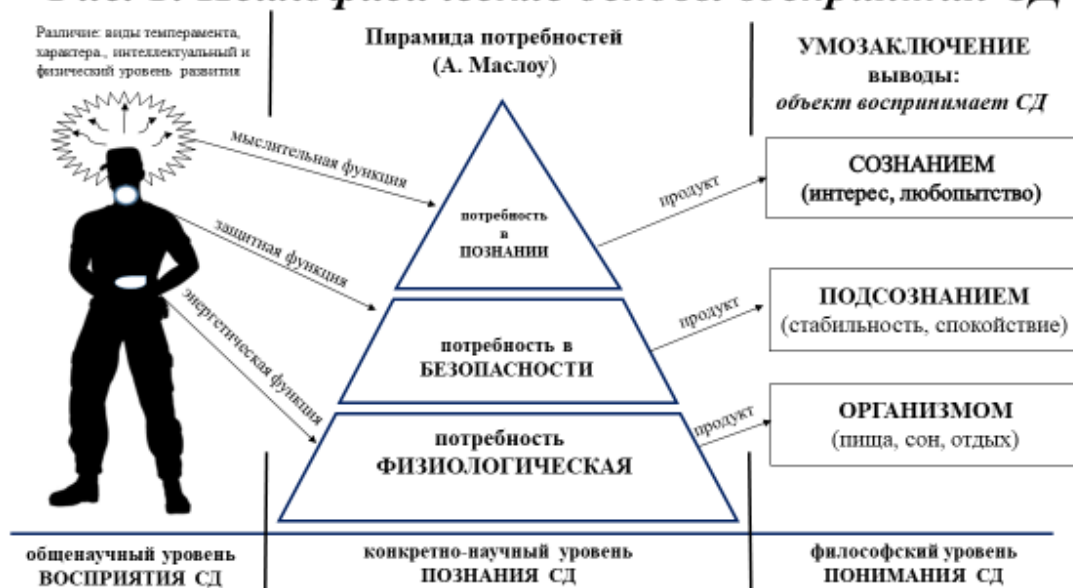 Различие: виды темперамента,
характера., интеллектуальный и
физический уровень развития
Пирамида потребностей
(А. Маслоу)
УМОЗАКЛЮЧЕНИЕ
выводы:
объект воспринимает СД
мыслительная функция
защитная функция
энергетическая функция
потребность
в
ПОЗНАНИИ
потребность в
БЕЗОПАСНОСТИ
потребность
ФИЗИОЛОГИЧЕСКАЯ
продукт
продукт
продукт
СОЗНАНИЕМ
(интерес, любопытство)
ПОДСОЗНАНИЕМ
(стабильность, спокойствие)
ОРГАНИЗМОМ
(пища, сон, отдых)
общенаучный уровень
ВОСПРИЯТИЯ СД
конкретно-научный уровень
ПОЗНАНИЯ СД
философский уровень
ПОНИМАНИЯ СД